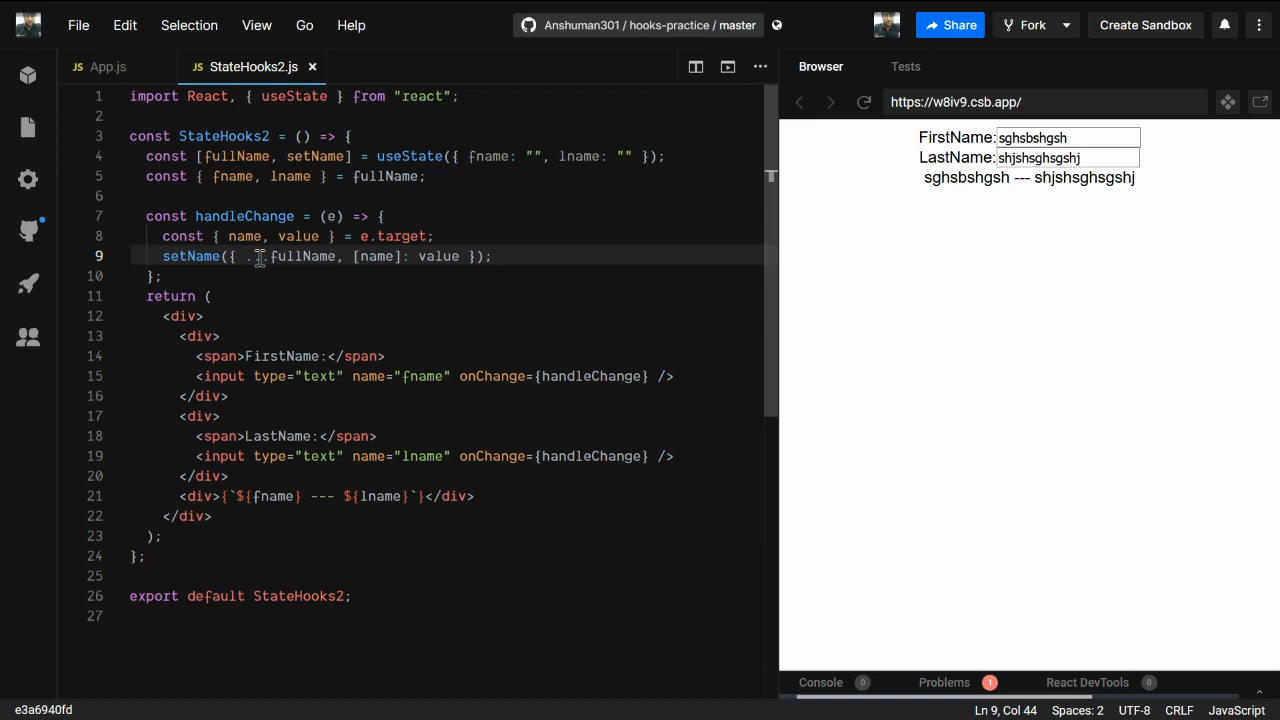 File Edit Selection View Go Help Anshuman301 / hooks-practice / master Share Fork Create Sandbox
JS App.js JS StateHooks2.js × Browser Tests
https://w8iv9.csb.app/
1 import React, { useState } from "react";
2
3 const StateHooks2 = () => {
4 const [fullName, setName] = useState({ fname: "", lname: "" });
5 const { fname, lname } = fullName;
6
7 const handleChange = (e) => {
8 const { name, value } = e.target;
9 setName({ ...fullName, [name]: value });
10 };
11 return (
12 <div>
13 <div>
14 <span>FirstName:</span>
15 <input type="text" name="fname" onChange={handleChange} />
16 </div>
17 <div>
18 <span>LastName:</span>
19 <input type="text" name="lname" onChange={handleChange} />
20 </div>
21 <div>{`${fname} --- ${lname}`}</div>
22 </div>
23 );
24 };
25
26 export default StateHooks2;
27
FirstName: sghsbshgsh
LastName: shjshsghsgshj
sghsbshgsh --- shjshsghsgshj
Console 0 Problems 1 React DevTools 0
e3a6940fd Ln 9, Col 44 Spaces: 2 UTF-8 CRLF JavaScript